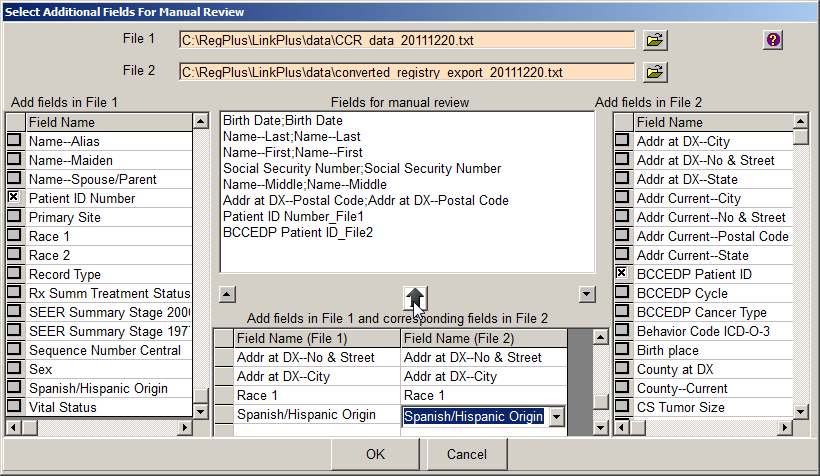 Select Additional Fields For Manual Review
File 1
C:\RegPlus\LinkPlus\data\CCR data 20111220.txt
?
File 2
C:\RegPlus\LinkPlus\data\converted registry export 20111220.txt
Add fields in File 1
Field Name
Name--Alias
Name--Maiden
Name--Spouse/Parent
Patient ID Number
Primary Site
Race 1
Race 2
Record Type
Rx Summ Treatment Status
SEER Summary Stage 200
SEER Summary Stage 197
Sequence Number Central
Sex
Spanish/Hispanic Origin
Vital Status
Fields for manual review
Birth Date;Birth Date
Name--Last;Name--Last
Name--First;Name--First
Social Security Number;Social Security Number
Name--Middle;Name--Middle
Addr at DX--Postal Code;Addr at DX--Postal Code
Patient ID Number_File1
BCCEDP Patient ID_File2
Add fields in File 1 and corresponding fields in File 2
Field Name (File 1) Field Name (File 2)
Addr at DX--No & Street Addr at DX--No & Street
Addr at DX--City Addr at DX--City
Race 1 Race 1
Spanish/Hispanic Origin Spanish/Hispanic Origin
Add fields in File 2
Field Name
Addr at DX--City
Addr at DX--No & Street
Addr at DX--State
Addr Current--City
Addr Current--No & Street
Addr Current--Postal Code
Addr Current--State
BCCEDP Patient ID
BCCEDP Cycle
BCCEDP Cancer Type
Behavior Code ICD-O-3
Birth place
County at DX
County--Current
CS Tumor Size
OK
Cancel